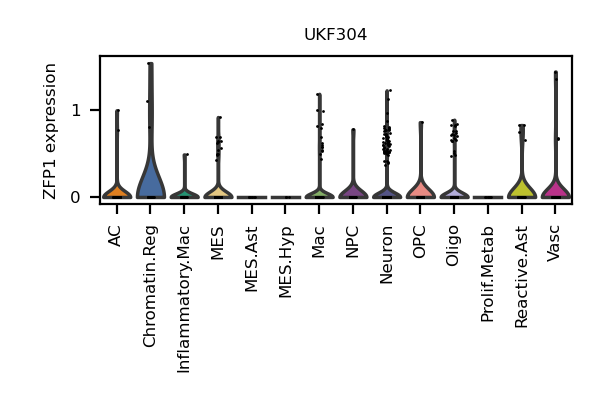 UKF304
ZFP1 expression
1
0
AC
Chromatin.Reg
Inflammatory.Mac
MES
MES.Ast
MES.Hyp
Mac
NPC
Neuron
OPC
Oligo
Prolif.Metab
Reactive.Ast
Vasc